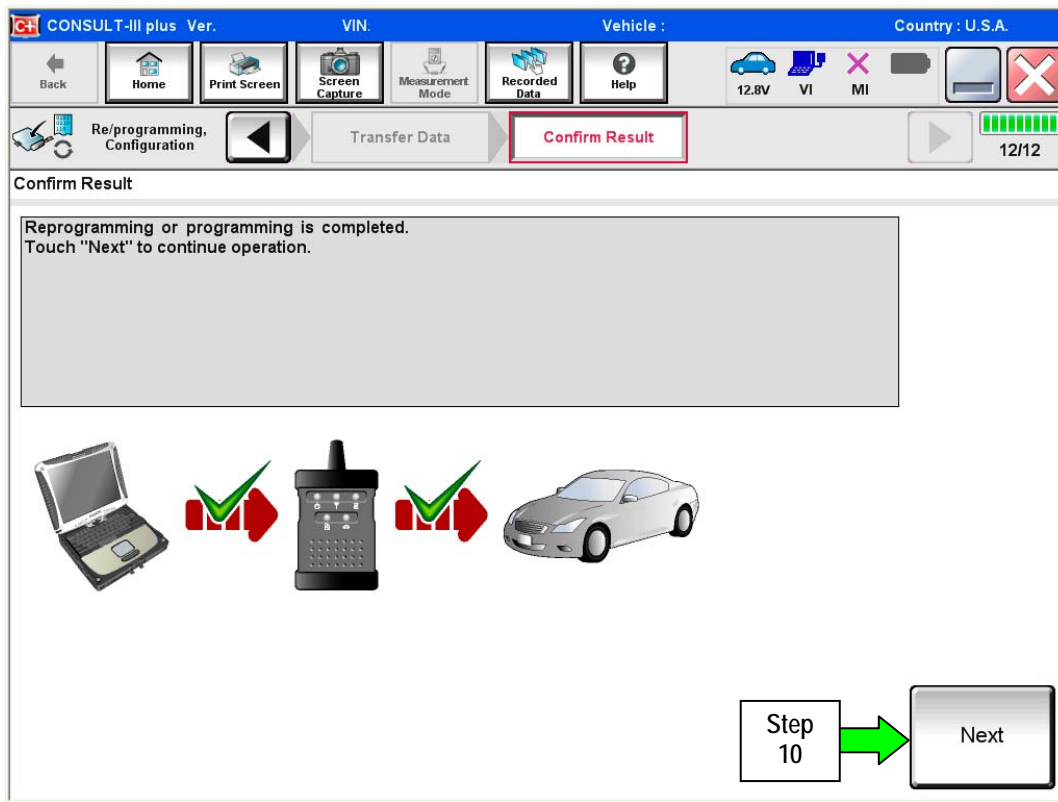 C+ CONSULT-III plus Ver. VIN: Vehicle : Country : U.S.A.
Back
Home
Print Screen
Screen
Capture
Measurement
Mode
Recorded
Data
Help
12.8V
VI
MI
Re/programming,
Configuration
Transfer Data
Confirm Result
12/12
Confirm Result
Reprogramming or programming is completed.
Touch "Next" to continue operation.
Step
10
Next